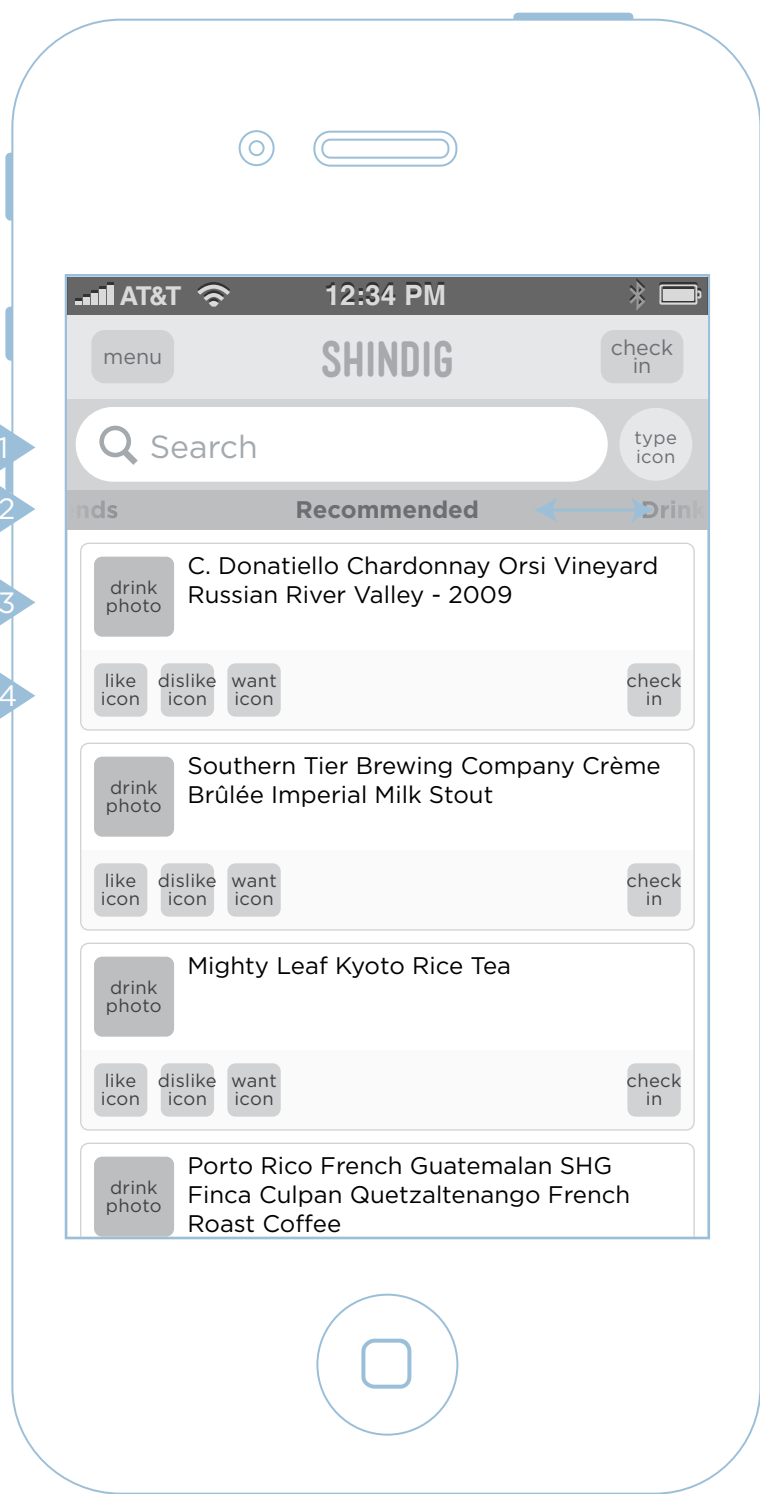 AT&T 12:34 PM
menu
SHINDIG
check
in
1
Search
type
icon
2
nds Recommended Drink
3
drink
photo
C. Donatiello Chardonnay Orsi Vineyard
Russian River Valley - 2009
4
like
icon
dislike
icon
want
icon
check
in
drink
photo
Southern Tier Brewing Company Crème
Brûlée Imperial Milk Stout
like
icon
dislike
icon
want
icon
check
in
drink
photo
Mighty Leaf Kyoto Rice Tea
like
icon
dislike
icon
want
icon
check
in
drink
photo
Porto Rico French Guatemalan SHG
Finca Culpan Quetzaltenango French
Roast Coffee